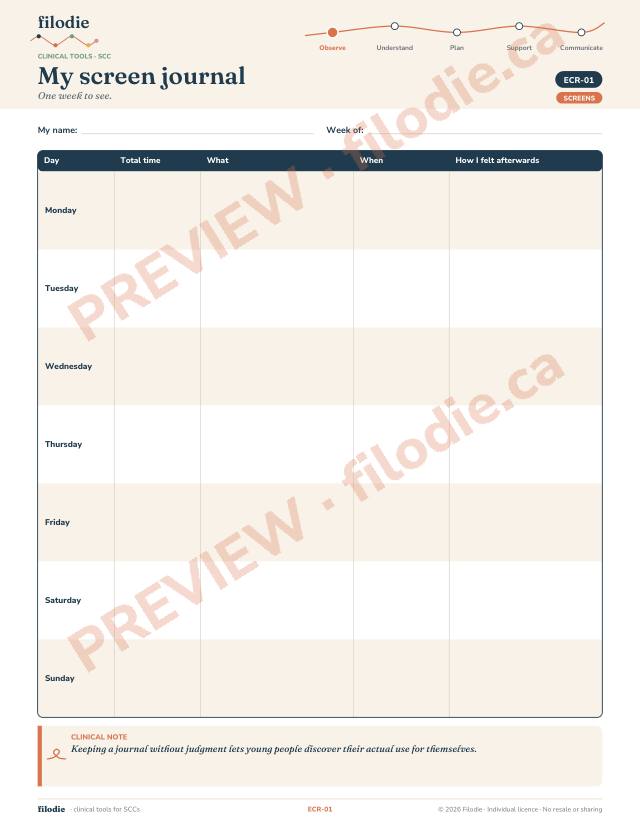 filodie
CLINICAL TOOLS · SCC
Observe Understand Plan Support Communicate
My screen journal
One week to see.
ECR-01
SCREENS
My name: Week of:
Day Total time What When How I felt afterwards
Monday
Tuesday
Wednesday
Thursday
Friday
Saturday
Sunday
PREVIEW · filodie.ca
PREVIEW · filodie.ca
CLINICAL NOTE
Keeping a journal without judgment lets young people discover their actual use for themselves.
filodie · clinical tools for SCCs ECR-01 © 2026 Filodie · Individual licence · No resale or sharing